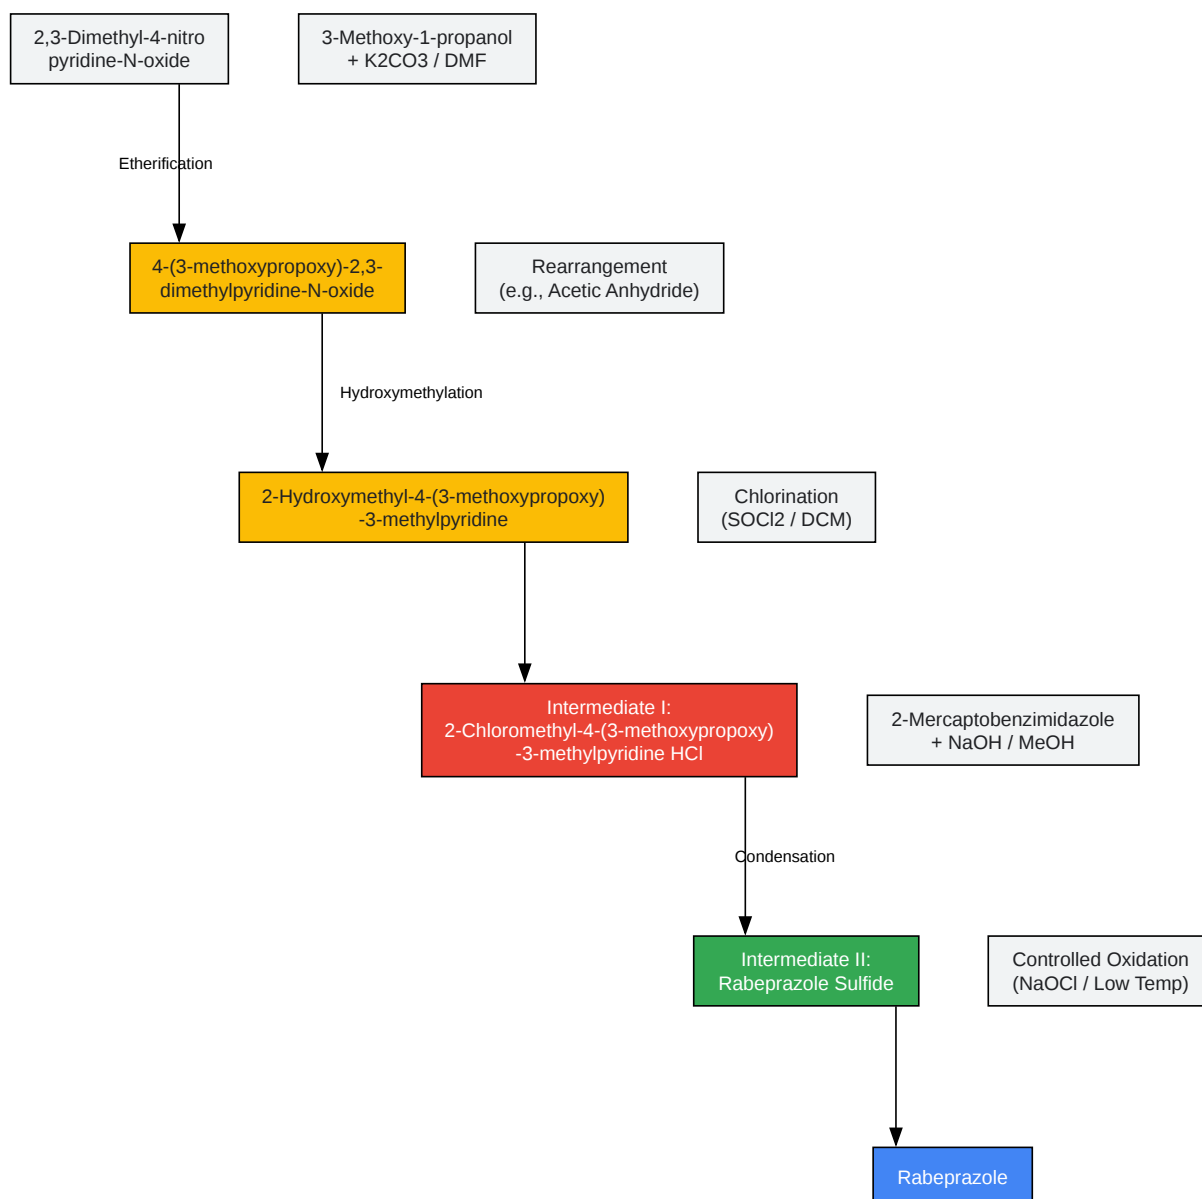 2,3-Dimethyl-4-nitro
pyridine-N-oxide
3-Methoxy-1-propanol
+ K2CO3 / DMF
Etherification
4-(3-methoxypropoxy)-2,3-
dimethylpyridine-N-oxide
Rearrangement
(e.g., Acetic Anhydride)
Hydroxymethylation
2-Hydroxymethyl-4-(3-methoxypropoxy)
-3-methylpyridine
Chlorination
(SOCl2 / DCM)
Intermediate I:
2-Chloromethyl-4-(3-methoxypropoxy)
-3-methylpyridine HCl
2-Mercaptobenzimidazole
+ NaOH / MeOH
Condensation
Intermediate II:
Rabeprazole Sulfide
Controlled Oxidation
(NaOCl / Low Temp)
Rabeprazole